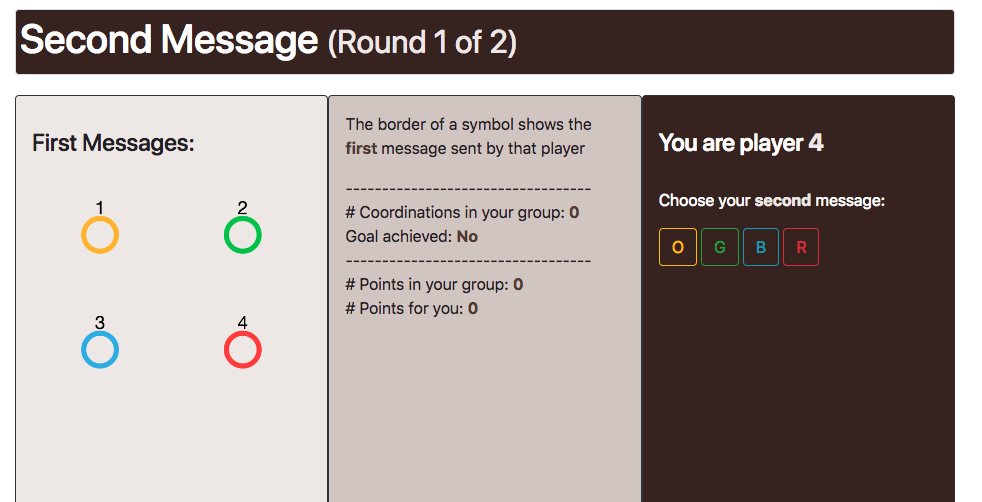 Second Message (Round 1 of 2)
First Messages:
1
2
3
4
The border of a symbol shows the
first message sent by that player
----------------------------------
# Coordinations in your group: 0
Goal achieved: No
----------------------------------
# Points in your group: 0
# Points for you: 0
You are player 4
Choose your second message:
O G B R